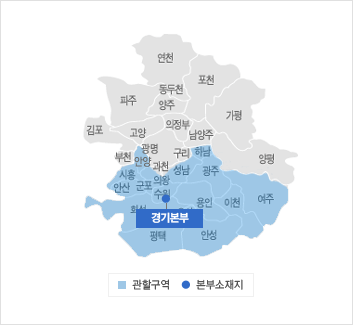 연천
포천
동두천
파주
양주
가평
의정부
김포
고양
남양주
광명
구리
하남
부천
안양
과천
성남
광주
양평
시흥
의왕
안산
군포
수원
용인
이천
여주
경기본부
평택
안성
관할구역
본부소재지